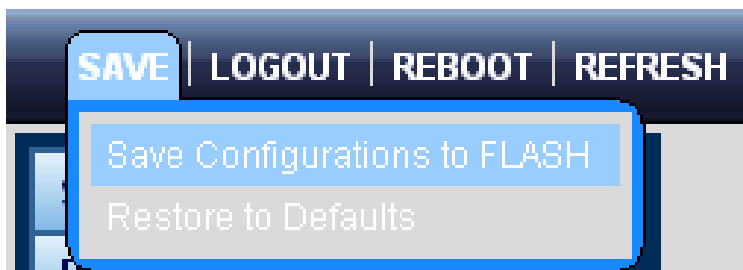 SAVE LOGOUT REBOOT REFRESH
Save Configurations to FLASH
Restore to Defaults